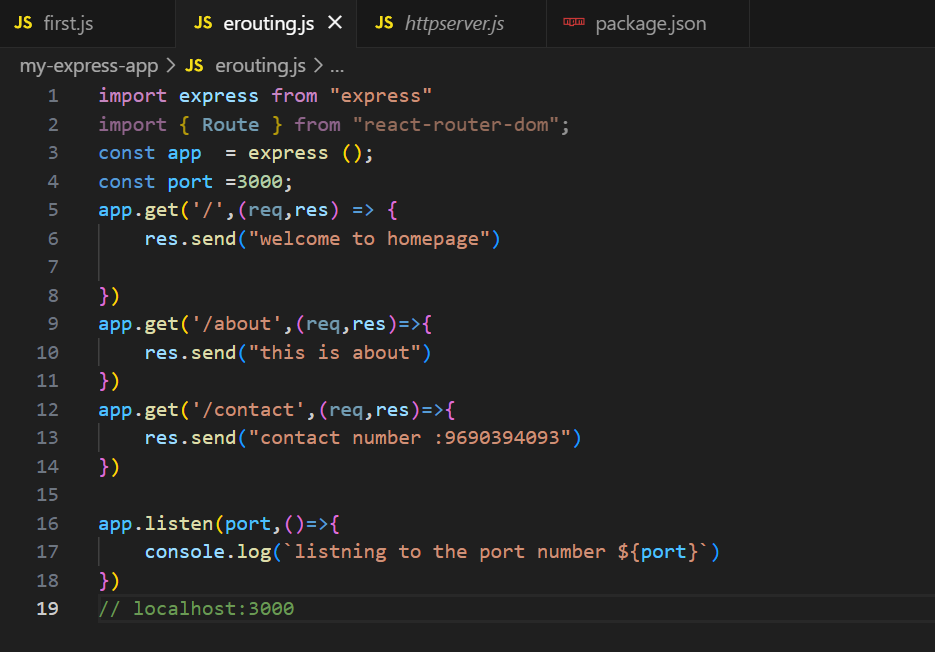 JS first.js JS erouting.js × JS httpserver.js npm package.json
my-express-app > JS erouting.js > ...
1 import express from "express"
2 import { Route } from "react-router-dom";
3 const app  = express ();
4 const port =3000;
5 app.get('/',(req,res) => {
6     res.send("welcome to homepage")
7
8 })
9 app.get('/about',(req,res)=>{
10     res.send("this is about")
11 })
12 app.get('/contact',(req,res)=>{
13     res.send("contact number :9690394093")
14 })
15
16 app.listen(port,()=>{
17     console.log(`listning to the port number ${port}`)
18 })
19 // localhost:3000